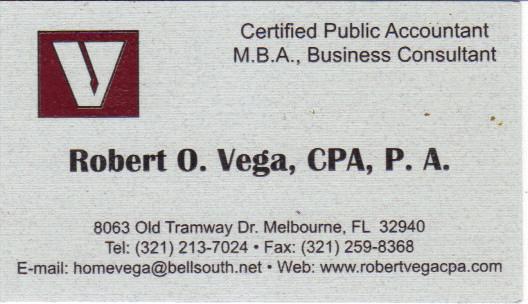 V
Certified Public Accountant
M.B.A., Business Consultant
Robert O. Vega, CPA, P. A.
8063 Old Tramway Dr. Melbourne, FL 32940
Tel: (321) 213-7024 • Fax: (321) 259-8368
E-mail: homevega@bellsouth.net • Web: www.robertvegacpa.com